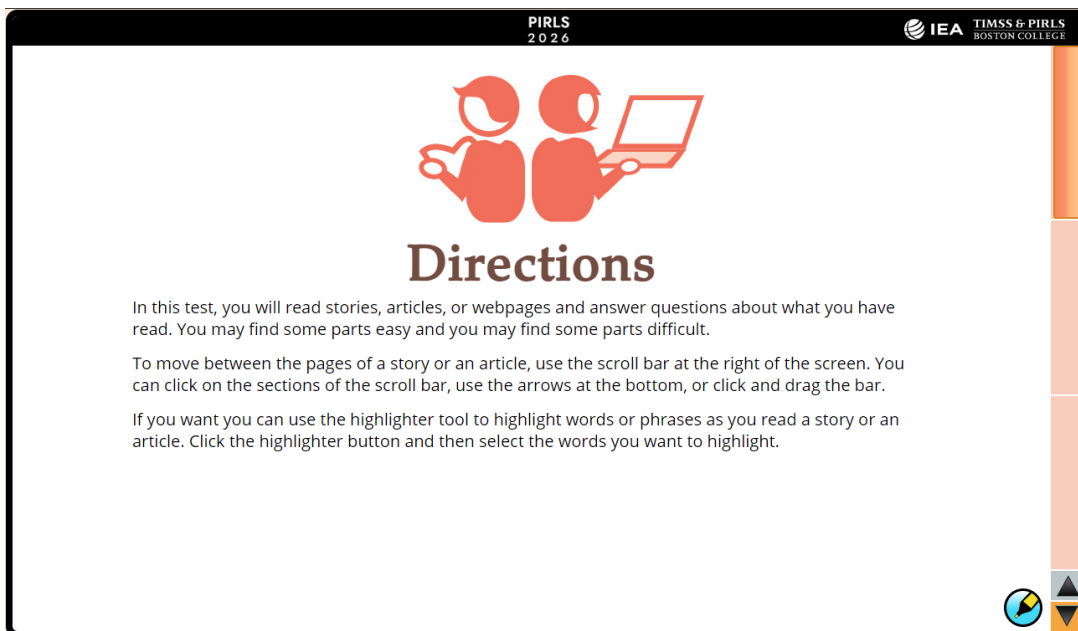 PIRLS
2026
IEA
TIMSS & PIRLS
BOSTON COLLEGE
Directions
In this test, you will read stories, articles, or webpages and answer questions about what you have
read. You may find some parts easy and you may find some parts difficult.
To move between the pages of a story or an article, use the scroll bar at the right of the screen. You
can click on the sections of the scroll bar, use the arrows at the bottom, or click and drag the bar.
If you want you can use the highlighter tool to highlight words or phrases as you read a story or an
article. Click the highlighter button and then select the words you want to highlight.